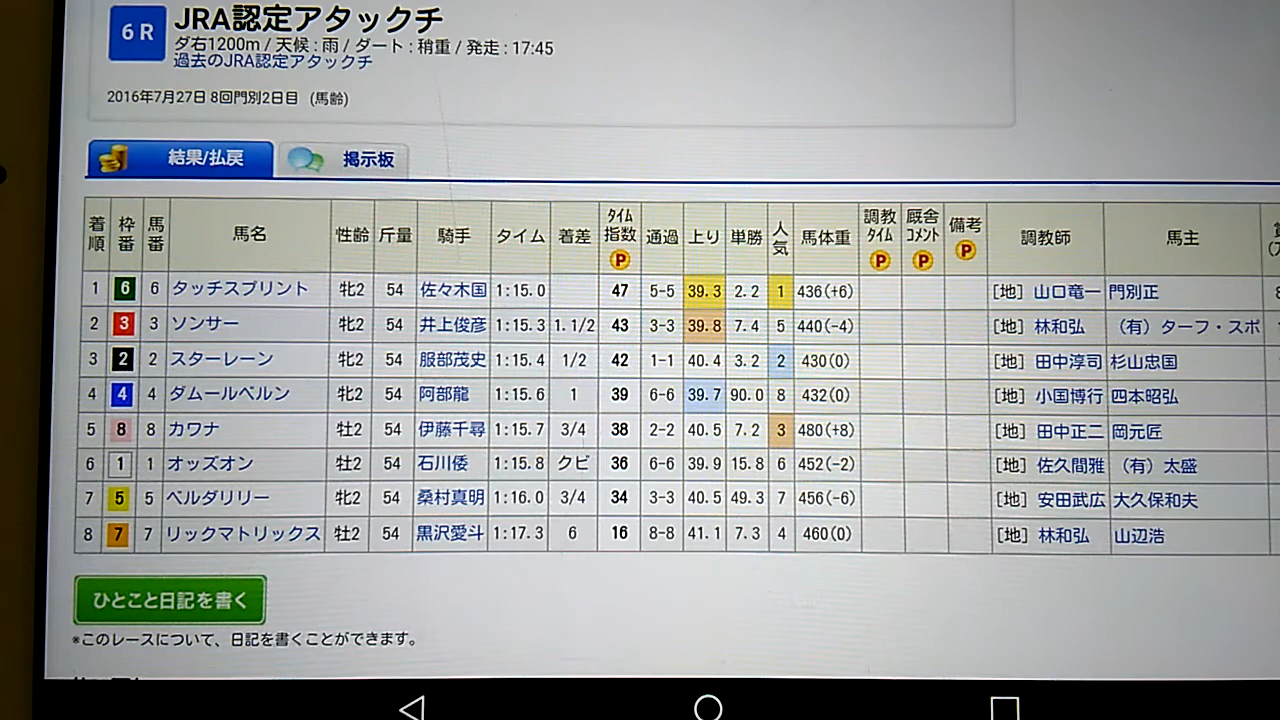 6 R
JRA認定アタックチ
ダ右1200m / 天候 : 雨 / ダート : 稍重 / 発走 : 17:45
過去のJRA認定アタックチ
2016年7月27日 8回門別2日目 (馬齢)
結果/払戻 掲示板
着順 枠番 馬番 馬名 性齢 斤量 騎手 タイム 着差 タイム指数 P 通過 上り 単勝 人気 馬体重 調教タイム P 厩舎コメント P 備考 P 調教師 馬主
1 6 6 タッチスプリント 牝2 54 佐々木国 1:15.0 47 5-5 39.3 2.2 1 436(+6) [地] 山口竜一 門別正
2 3 3 ソンサー 牝2 54 井上俊彦 1:15.3 1.1/2 43 3-3 39.8 7.4 5 440(-4) [地] 林和弘 （有）ターフ・スポ
3 2 2 スターレーン 牝2 54 服部茂史 1:15.4 1/2 42 1-1 40.4 3.2 2 430(0) [地] 田中淳司 杉山忠国
4 4 4 ダムールベルン 牝2 54 阿部龍 1:15.6 1 39 6-6 39.7 90.0 8 432(0) [地] 小国博行 四本昭弘
5 8 8 カワナ 牡2 54 伊藤千尋 1:15.7 3/4 38 2-2 40.5 7.2 3 480(+8) [地] 田中正二 岡元匠
6 1 1 オッズオン 牡2 54 石川倭 1:15.8 クビ 36 6-6 39.9 15.8 6 452(-2) [地] 佐久間雅 （有）太盛
7 5 5 ベルダリリー 牝2 54 桑村真明 1:16.0 3/4 34 3-3 40.5 49.3 7 456(-6) [地] 安田武広 大久保和夫
8 7 7 リックマトリックス 牡2 54 黒沢愛斗 1:17.3 6 16 8-8 41.1 7.3 4 460(0) [地] 林和弘 山辺浩
ひとこと日記を書く
※このレースについて、日記を書くことができます。